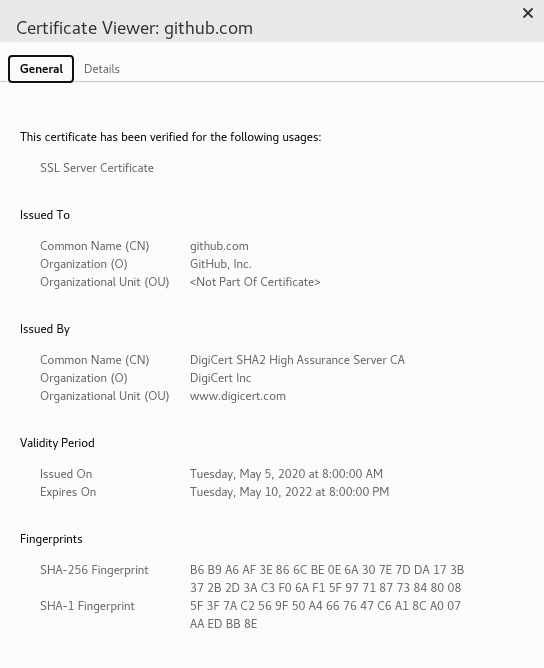 Certificate Viewer: github.com
General Details
This certificate has been verified for the following usages:
SSL Server Certificate
Issued To
Common Name (CN) github.com
Organization (O) GitHub, Inc.
Organizational Unit (OU) <Not Part Of Certificate>
Issued By
Common Name (CN) DigiCert SHA2 High Assurance Server CA
Organization (O) DigiCert Inc
Organizational Unit (OU) www.digicert.com
Validity Period
Issued On Tuesday, May 5, 2020 at 8:00:00 AM
Expires On Tuesday, May 10, 2022 at 8:00:00 PM
Fingerprints
SHA-256 Fingerprint B6 B9 A6 AF 3E 86 6C BE 0E 6A 30 7E 7D DA 17 3B
37 2B 2D 3A C3 F0 6A F1 5F 97 71 87 73 84 80 08
SHA-1 Fingerprint 5F 3F 7A C2 56 9F 50 A4 66 76 47 C6 A1 8C A0 07
AA ED BB 8E